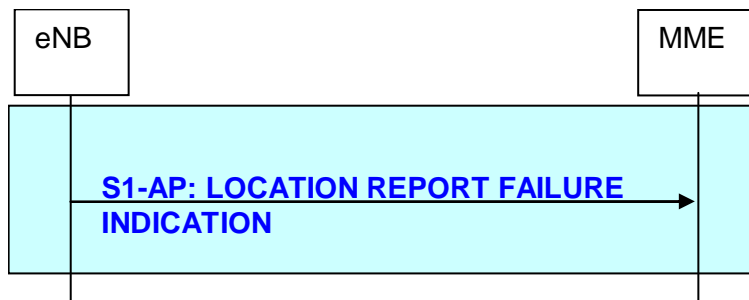 eNB
MME
S1-AP: LOCATION REPORT FAILURE
INDICATION